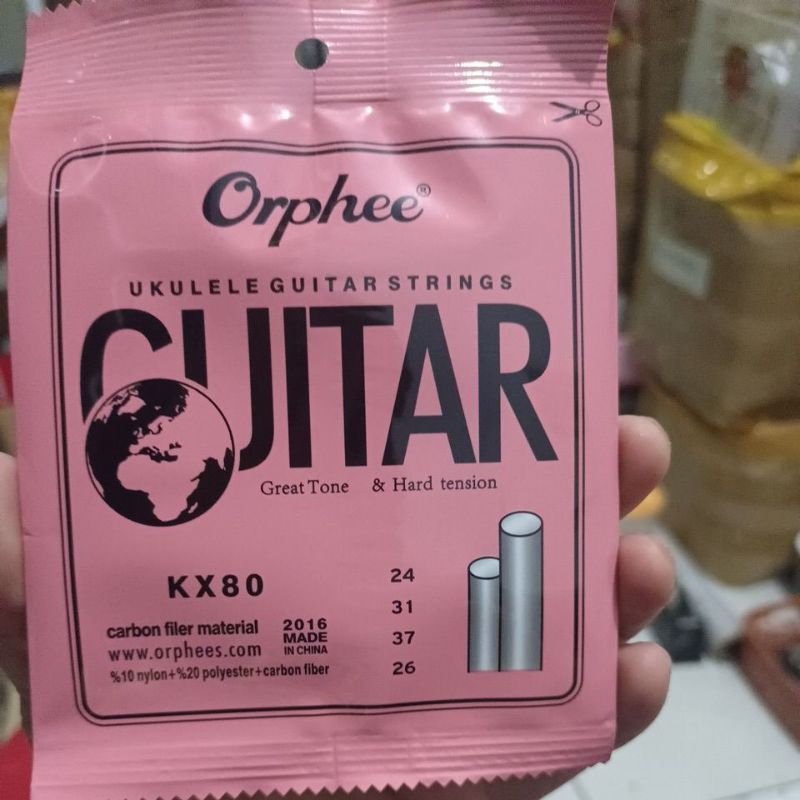 Orphee®
UKULELE GUITAR STRINGS
GUITAR
Great Tone & Hard tension
KX80
carbon filer material
www.orphees.com
%10 nylon+%20 polyester+carbon fiber
2016
MADE
IN CHINA
24
31
37
26